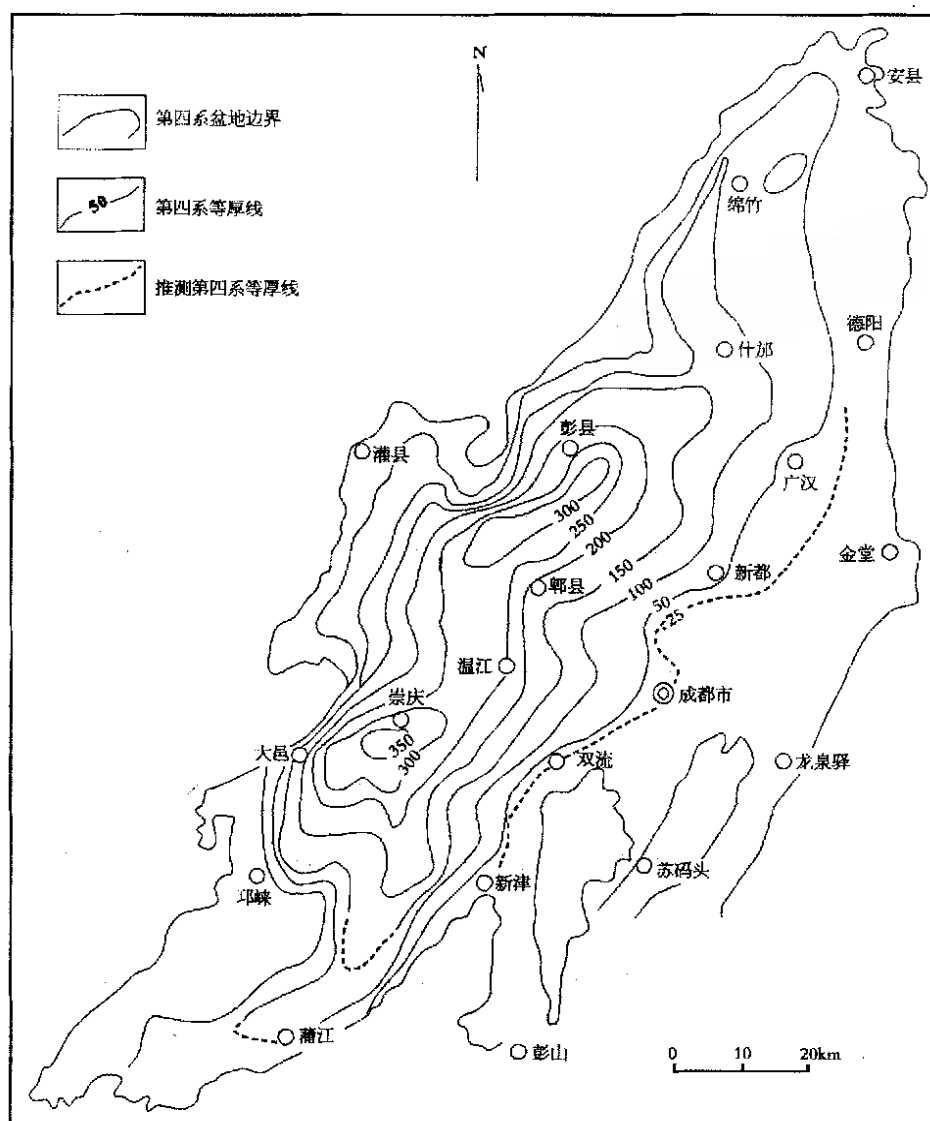 N
安县
第四系盆地边界
50
第四系等厚线
绵竹
推测第四系等厚线
德阳
什邡
彭县
灌县
广汉
300
250
200
金堂
150
新都
郫县
100
50
25
温江
成都市
崇庆
350
大邑
双流
龙泉驿
300
苏码头
邛崃
新津
蒲江
彭山
0 10 20km